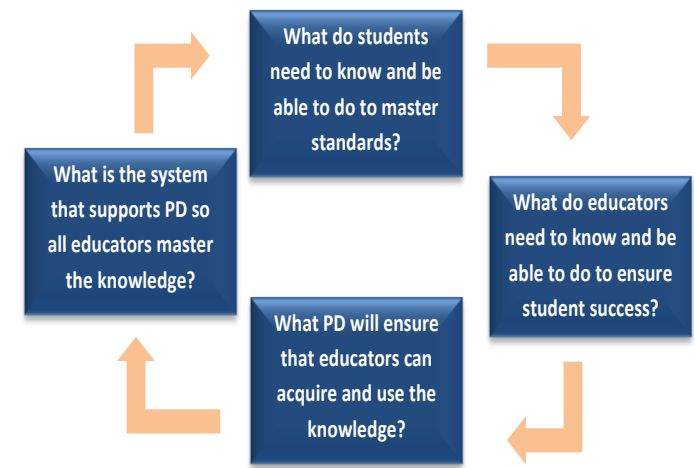 What do students
need to know and be
able to do to master
standards?
What do educators
need to know and be
able to do to ensure
student success?
What PD will ensure
that educators can
acquire and use the
knowledge?
What is the system
that supports PD so
all educators master
the knowledge?